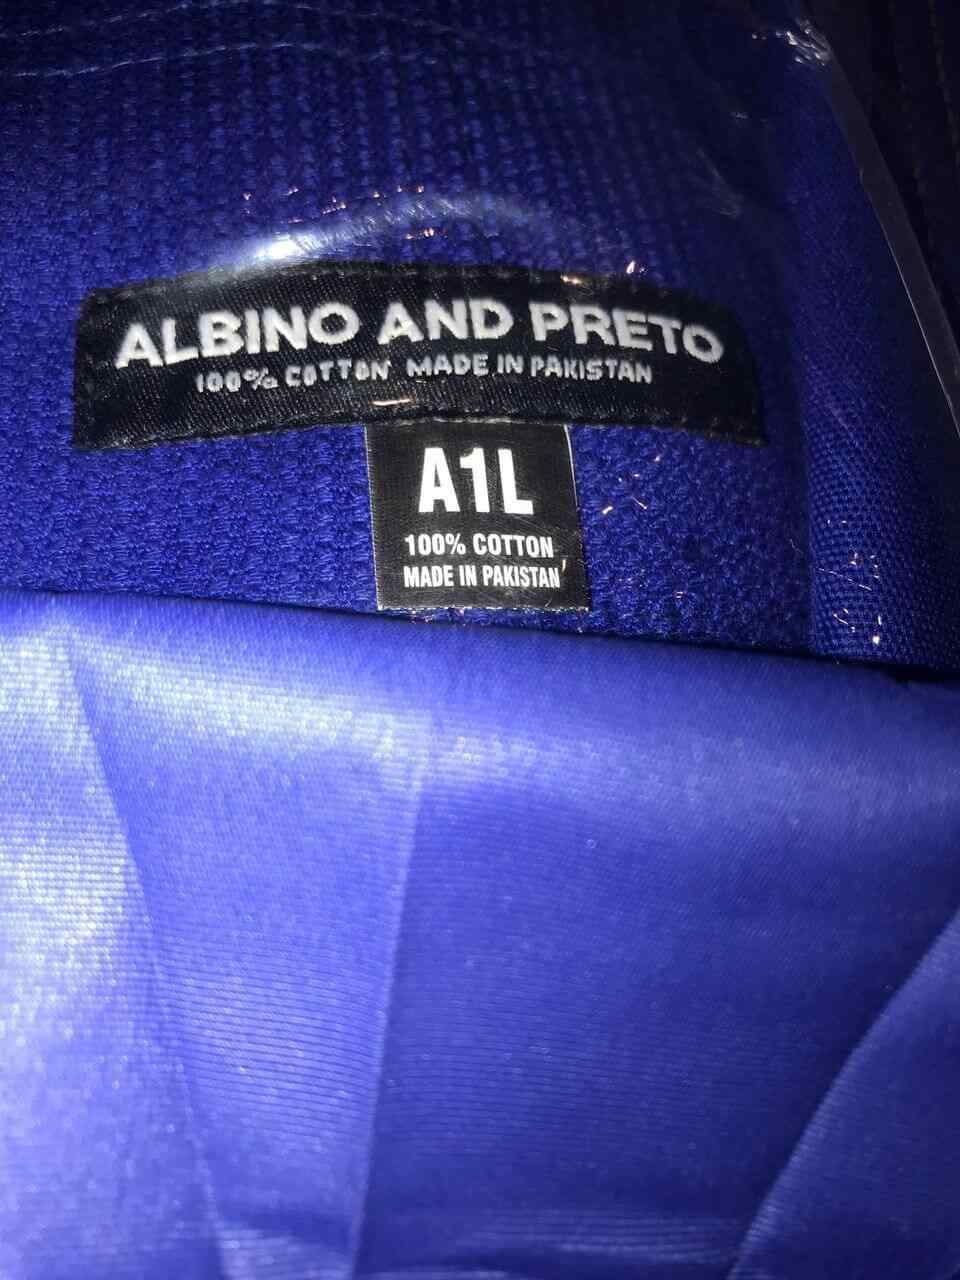 ALBINO AND PRETO
100% COTTON MADE IN PAKISTAN
A1L
100% COTTON
MADE IN PAKISTAN